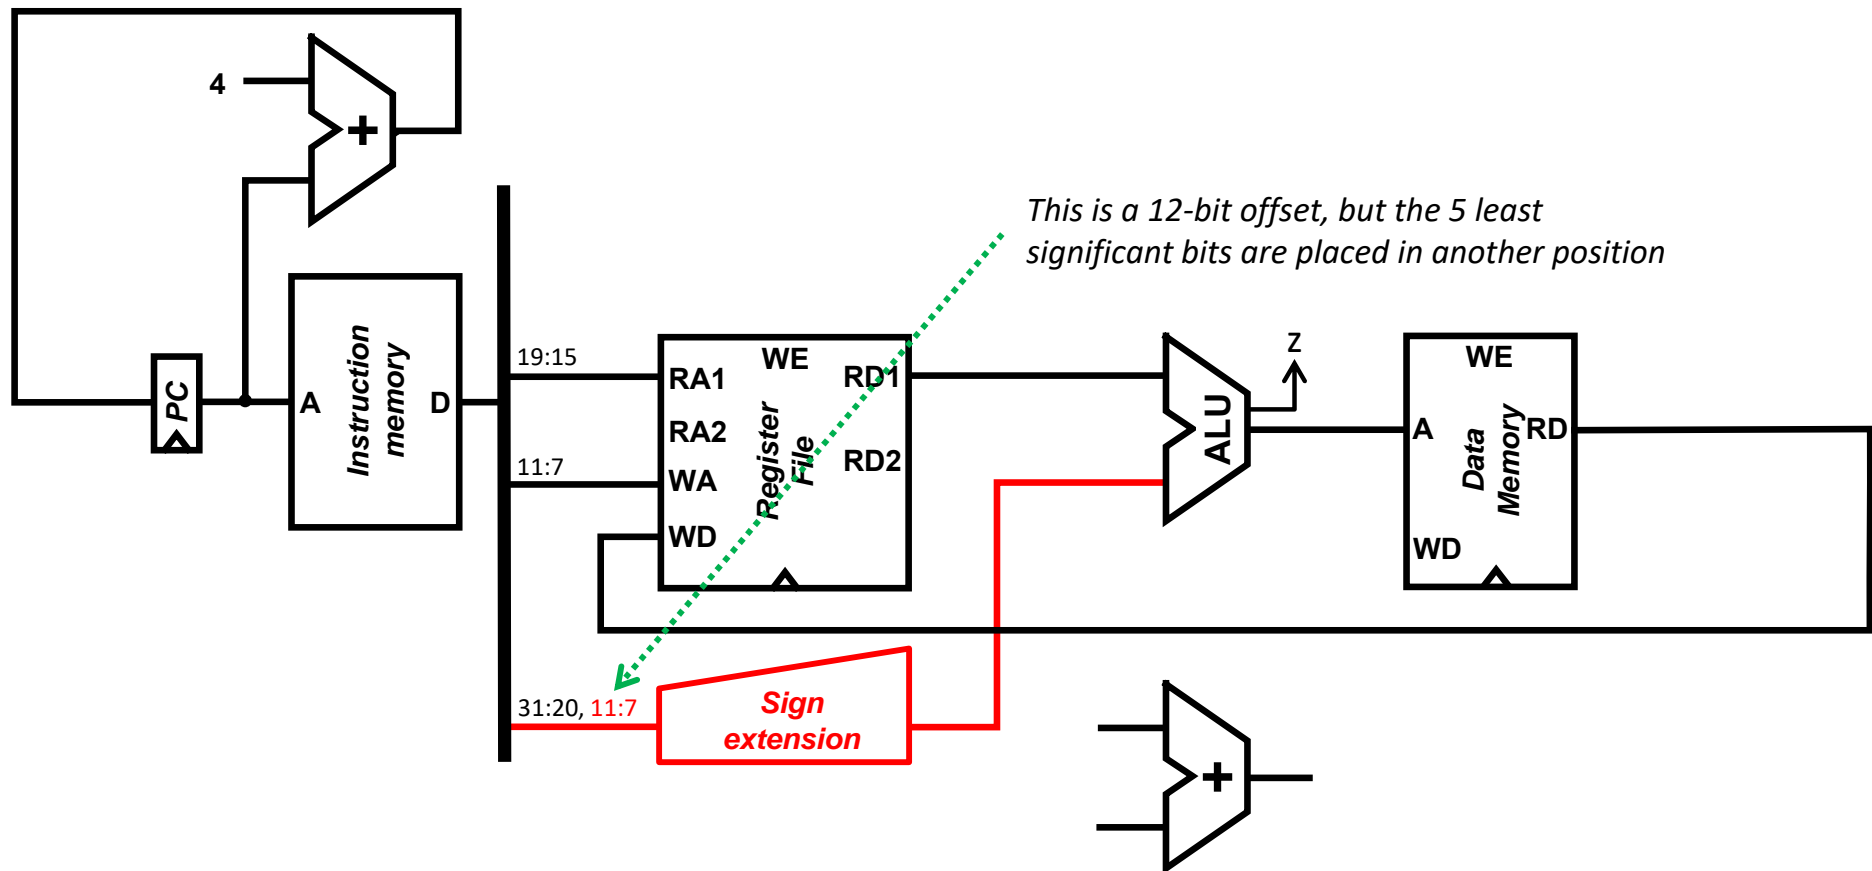 4
+
This is a 12-bit offset, but the 5 least
significant bits are placed in another position
PC
A
Instruction
memory
D
19:15
11:7
31:20, 11:7
RA1
RA2
WA
WD
WE
Register
File
RD1
RD2
Sign
extension
ALU
Z
A
WE
Data
Memory
RD
WD
+